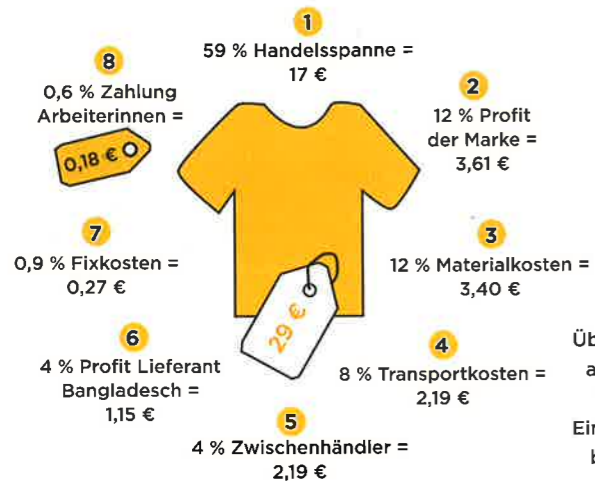 1
59 % Handelsspanne =
17 €
2
12 % Profit
der Marke =
3,61 €
3
12 % Materialkosten =
3,40 €
4
8 % Transportkosten =
2,19 €
5
4 % Zwischenhändler =
2,19 €
6
4 % Profit Lieferant
Bangladesch =
1,15 €
7
0,9 % Fixkosten =
0,27 €
8
0,6 % Zahlung
Arbeiterinnen =
0,18 €
29 €